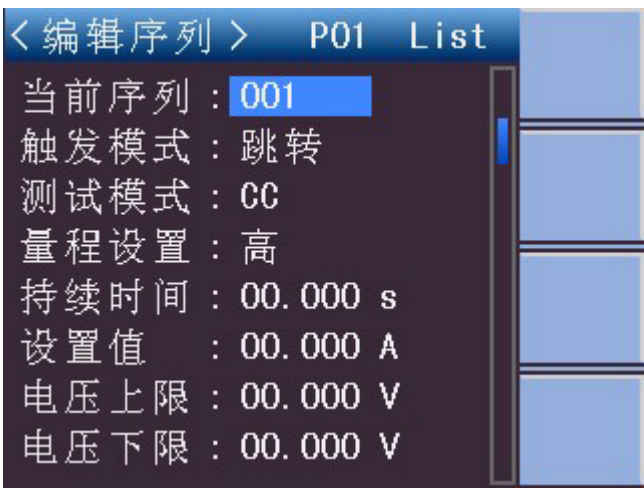 <编辑序列> P01 List
当前序列:001
触发模式:跳转
测试模式:CC
量程设置:高
持续时间:00.000 s
设置值 :00.000 A
电压上限:00.000 V
电压下限:00.000 V